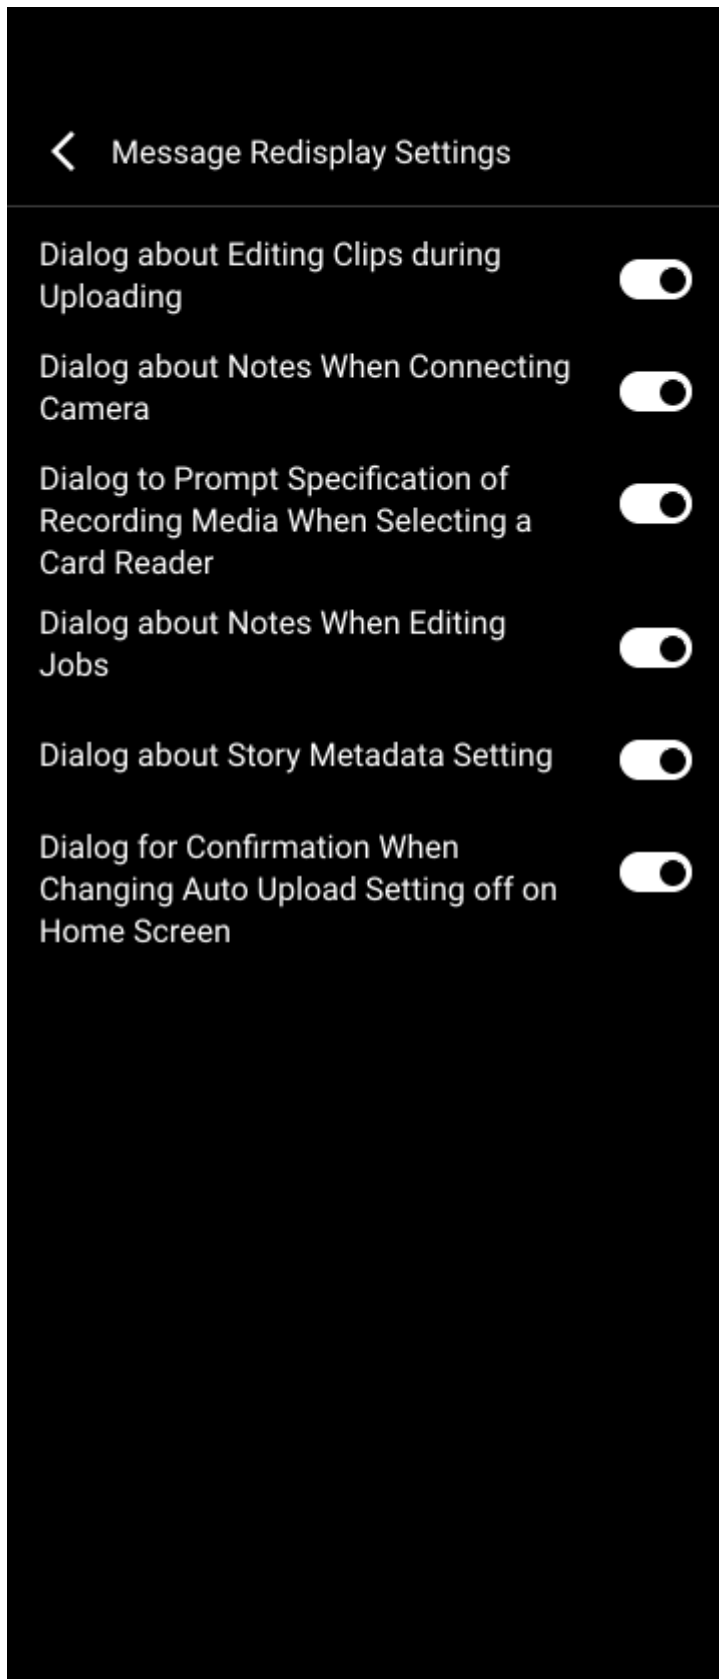 Message Redisplay Settings
Dialog about Editing Clips during
Uploading
Dialog about Notes When Connecting
Camera
Dialog to Prompt Specification of
Recording Media When Selecting a
Card Reader
Dialog about Notes When Editing
Jobs
Dialog about Story Metadata Setting
Dialog for Confirmation When
Changing Auto Upload Setting off on
Home Screen